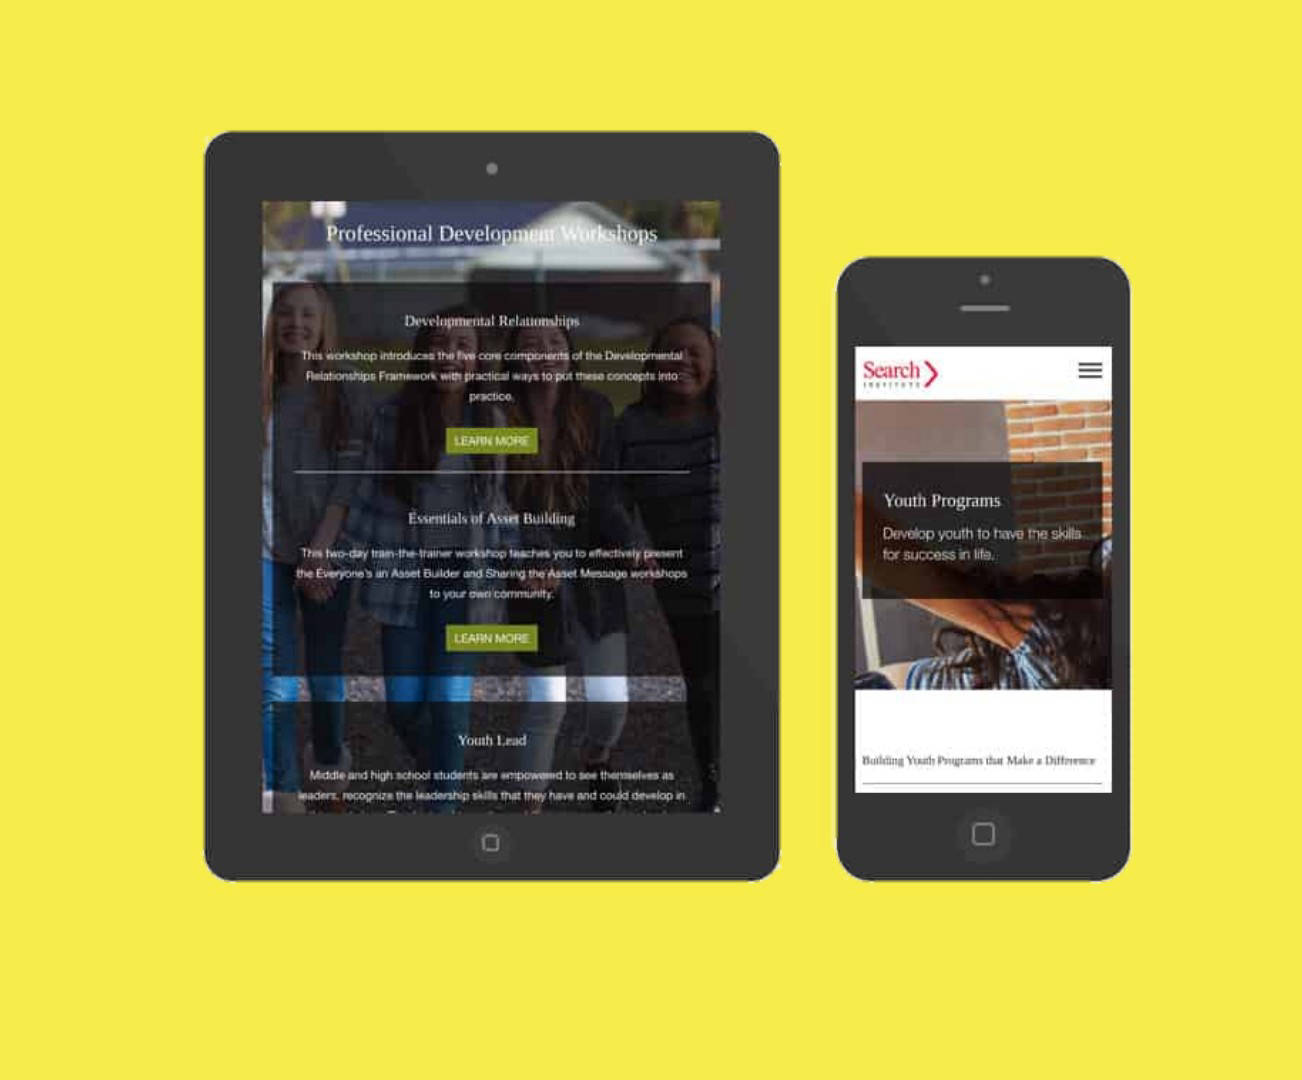 Professional Development Workshops
Developmental Relationships
This workshop introduces the five core components of the Developmental
Relationships Framework with practical ways to put these concepts into
practice.
LEARN MORE
Essentials of Asset Building
This two-day train-the-trainer workshop teaches you to effectively present
the Everyone's an Asset Builder and Sharing the Asset Message workshops
to your own community.
LEARN MORE
Youth Lead
Middle and high school students are empowered to see themselves as
leaders, recognize the leadership skills that they have and could develop in
Search
INSTITUTE
Youth Programs
Develop youth to have the skills
for success in life.
Building Youth Programs that Make a Difference